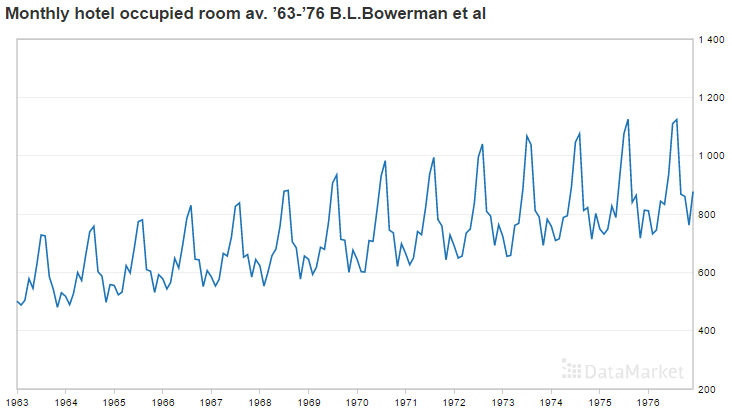 Monthly hotel occupied room av. ’63-’76 B.L.Bowerman et al
1 400
1 200
1 000
800
600
400
200
DataMarket
1963 1964 1965 1966 1967 1968 1969 1970 1971 1972 1973 1974 1975 1976